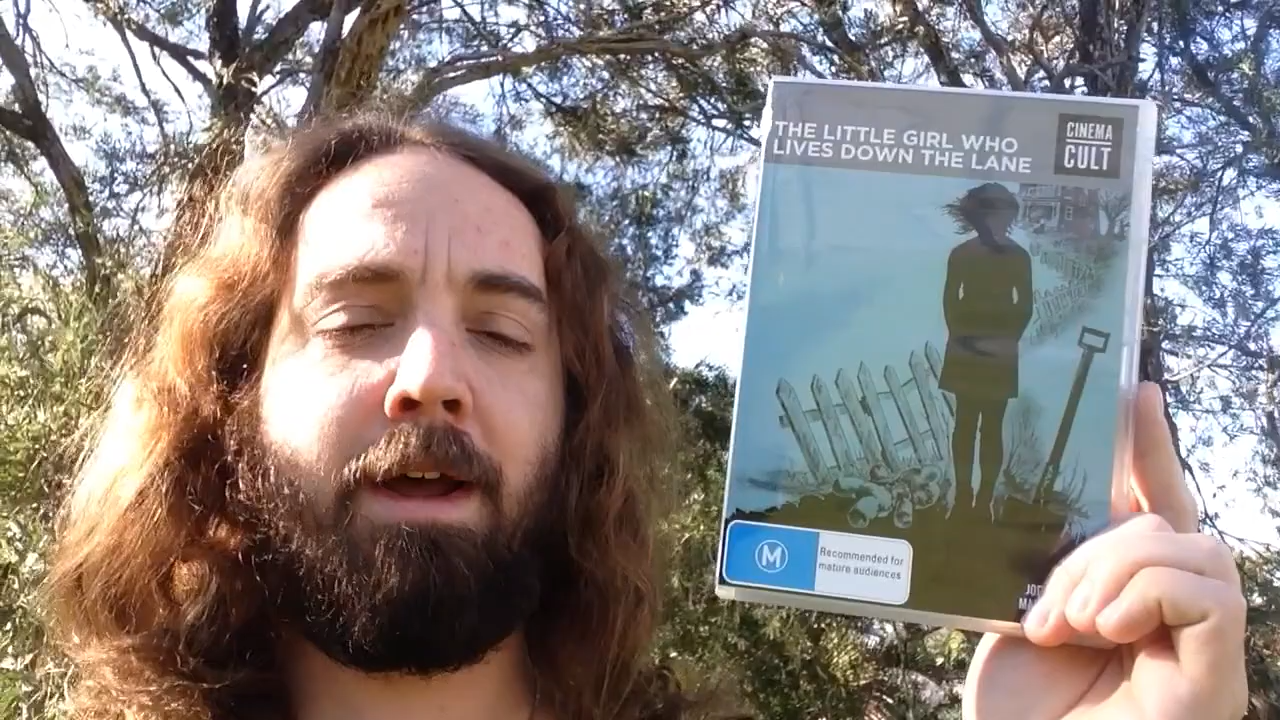 THE LITTLE GIRL WHO
LIVES DOWN THE LANE
CINEMA
CULT
M
Recommended for
mature audiences